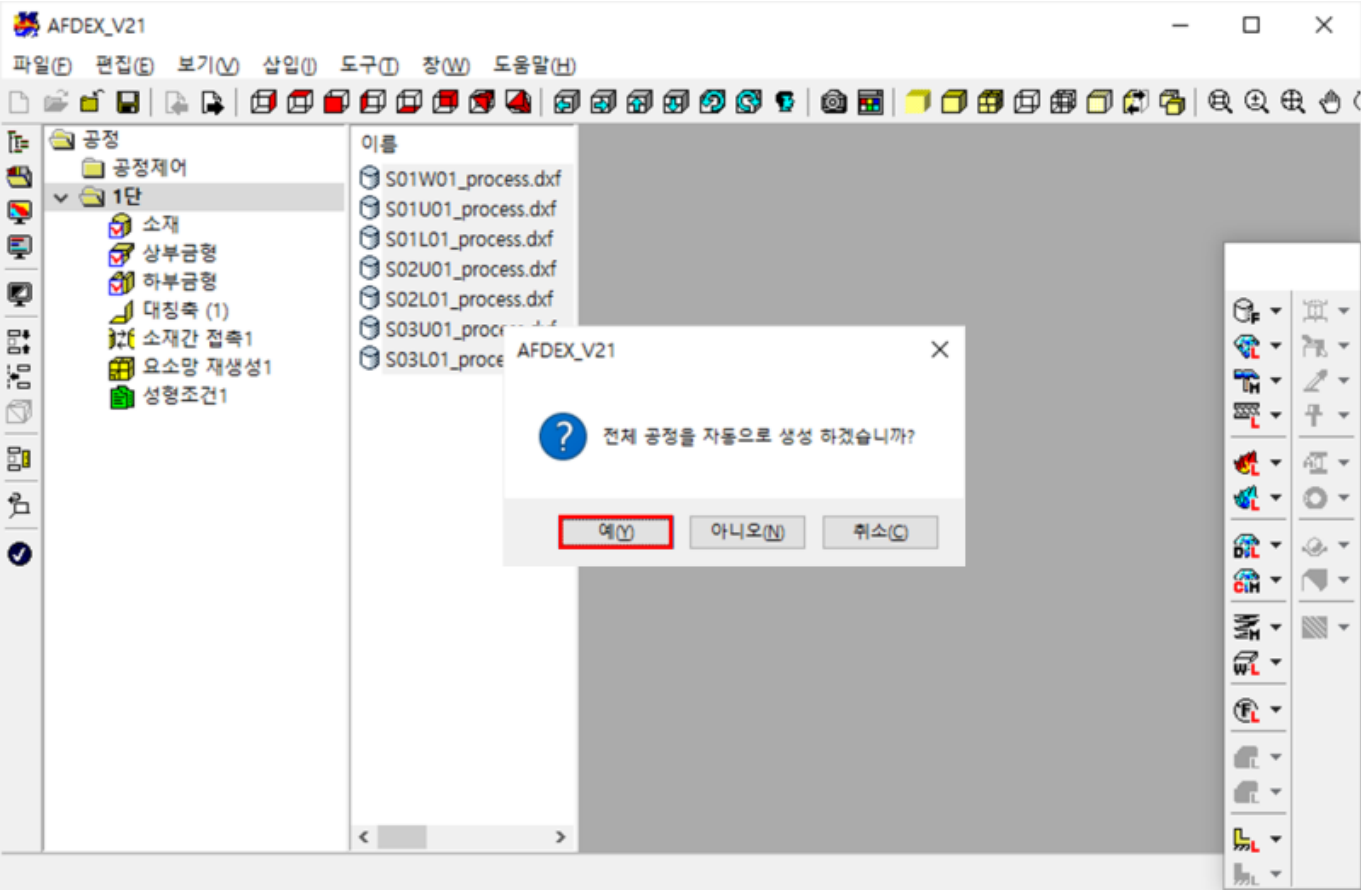 AFDEX_V21
파일(F) 편집(E) 보기(V) 삽입(I) 도구(T) 창(W) 도움말(H)
공정
공정제어
1단
소재
상부금형
하부금형
대칭축 (1)
소재간 접촉1
요소망 재생성1
성형조건1
이름
S01W01_process.dxf
S01U01_process.dxf
S01L01_process.dxf
S02U01_process.dxf
S02L01_process.dxf
S03U01_proce
S03L01_proce
AFDEX_V21
전체 공정을 자동으로 생성 하겠습니까?
예(Y) 아니오(N) 취소(C)